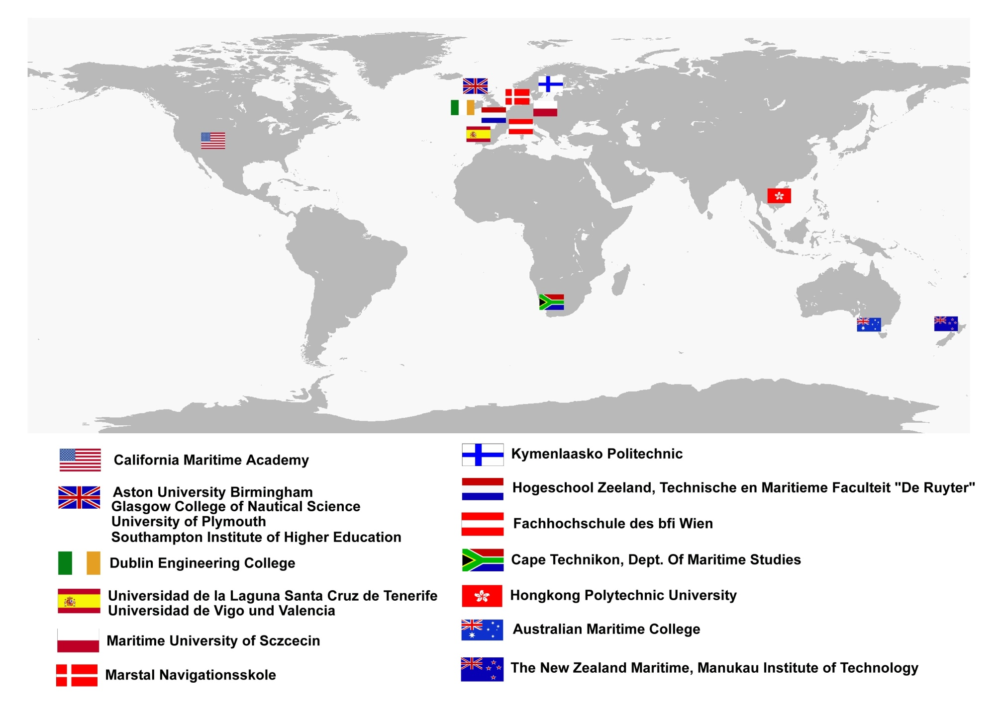 California Maritime Academy
Aston University Birmingham
Glasgow College of Nautical Science
University of Plymouth
Southampton Institute of Higher Education
Dublin Engineering College
Universidad de la Laguna Santa Cruz de Tenerife
Universidad de Vigo und Valencia
Maritime University of Sczcecin
Marstal Navigationsskole
Kymenlaasko Politechnic
Hogeschool Zeeland, Technische en Maritieme Faculteit "De Ruyter"
Fachhochschule des bfi Wien
Cape Technikon, Dept. Of Maritime Studies
Hongkong Polytechnic University
Australian Maritime College
The New Zealand Maritime, Manukau Institute of Technology